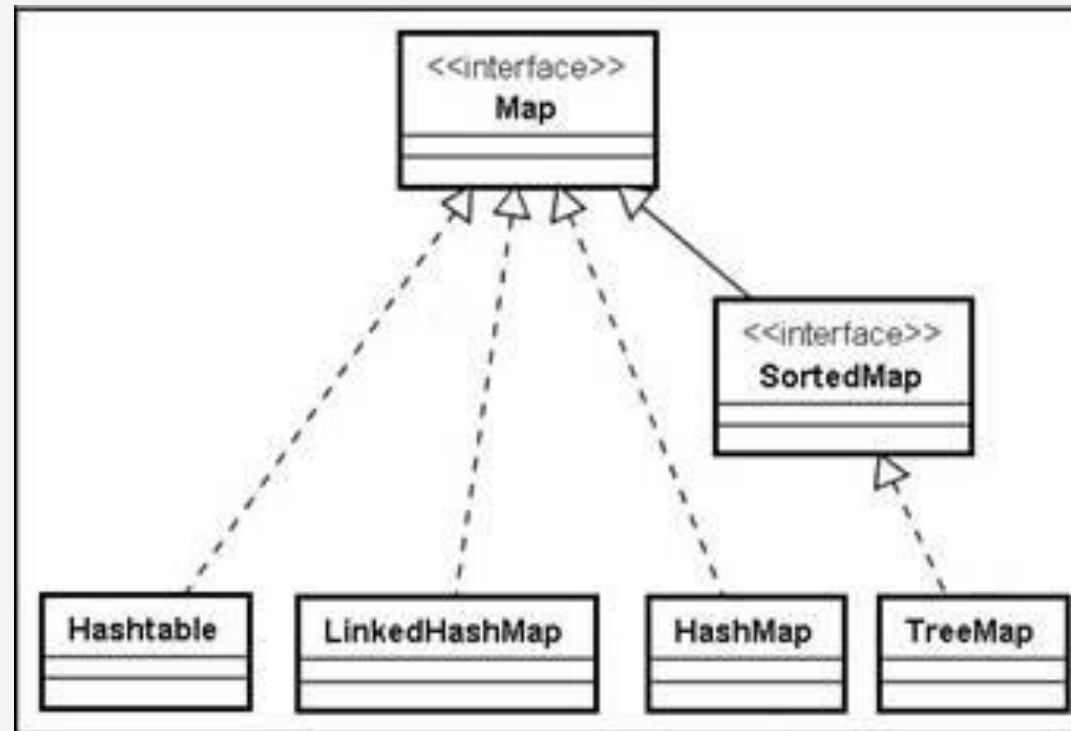 <<interface>>
Map
<<interface>>
SortedMap
Hashtable
LinkedHashMap
HashMap
TreeMap